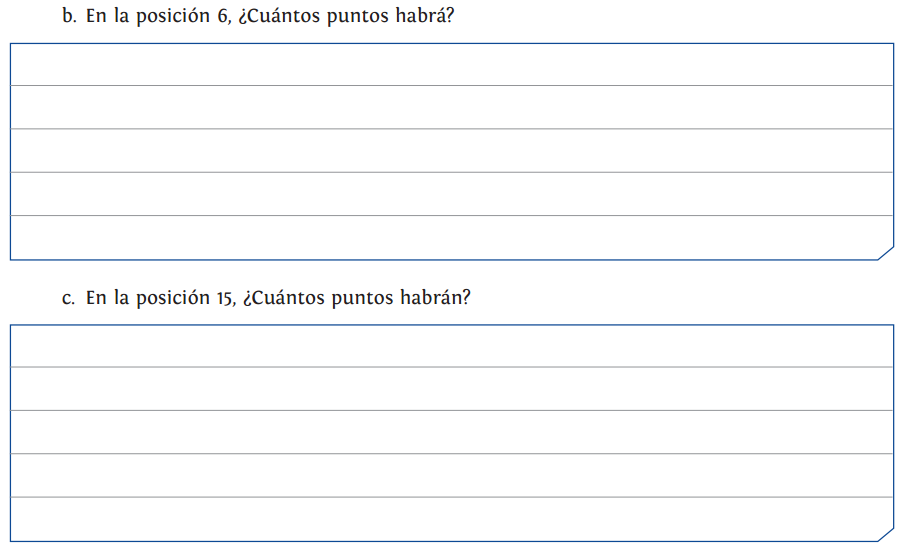 b. En la posición 6, ¿Cuántos puntos habrá?
c. En la posición 15, ¿Cuántos puntos habrán?